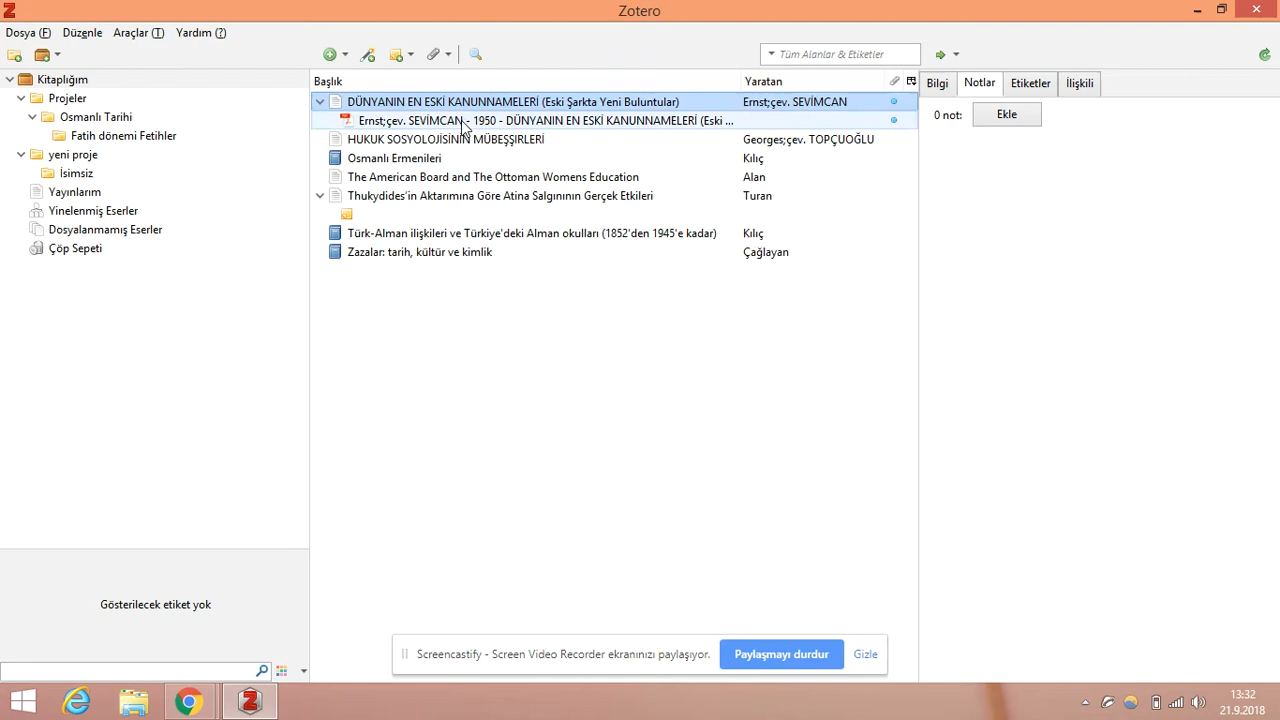 Zotero
Dosya (F) Düzenle Araçlar (T) Yardım (?)
Tüm Alanlar & Etiketler
Kitaplığım
Projeler
Osmanlı Tarihi
Fatih dönemi Fetihler
yeni proje
İsimsiz
Yayınlarım
Yinelenmiş Eserler
Dosyalanmamış Eserler
Çöp Sepeti
Gösterilecek etiket yok
Başlık Yaratan
DÜNYANIN EN ESKİ KANUNNAMELERİ (Eski Şarkta Yeni Buluntular) Ernst;çev. SEVİMCAN
Ernst;çev. SEVİMCAN - 1950 - DÜNYANIN EN ESKİ KANUNNAMELERİ (Eski ...
HUKUK SOSYOLOJİSİNİN MÜBEŞŞİRLERİ Georges;çev. TOPÇUOĞLU
Osmanlı Ermenileri Kılıç
The American Board and The Ottoman Womens Education Alan
Thukydides'in Aktarımına Göre Atina Salgınının Gerçek Etkileri Turan
Türk-Alman ilişkileri ve Türkiye'deki Alman okulları (1852'den 1945'e kadar) Kılıç
Zazalar: tarih, kültür ve kimlik Çağlayan
Bilgi Notlar Etiketler İlişkili
0 not: Ekle
Screencastify - Screen Video Recorder ekranınızı paylaşıyor. Paylaşmayı durdur Gizle
13:32
21.9.2018